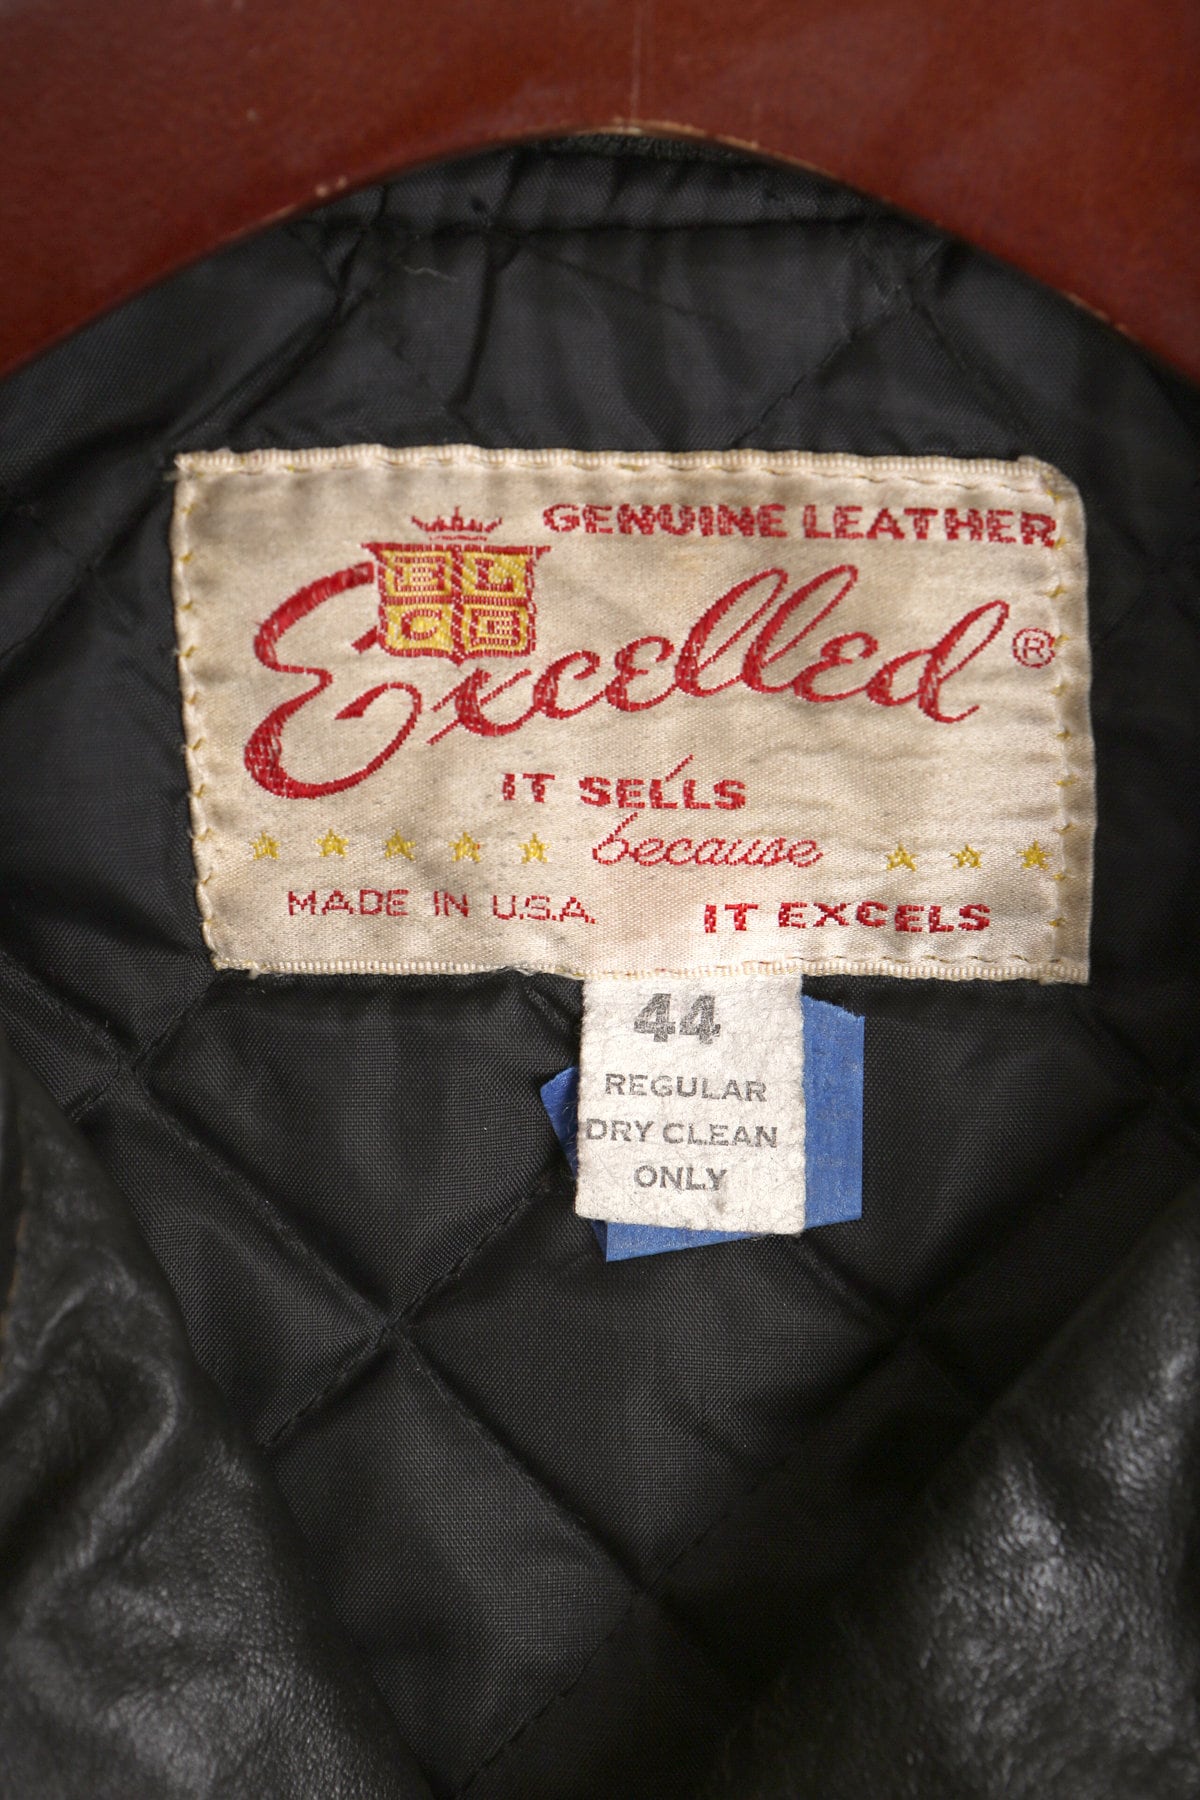 GENUINE LEATHER
E L
C B
Excelled ®
IT SELLS
because
MADE IN U.S.A.
IT EXCELS
44
REGULAR
DRY CLEAN
ONLY